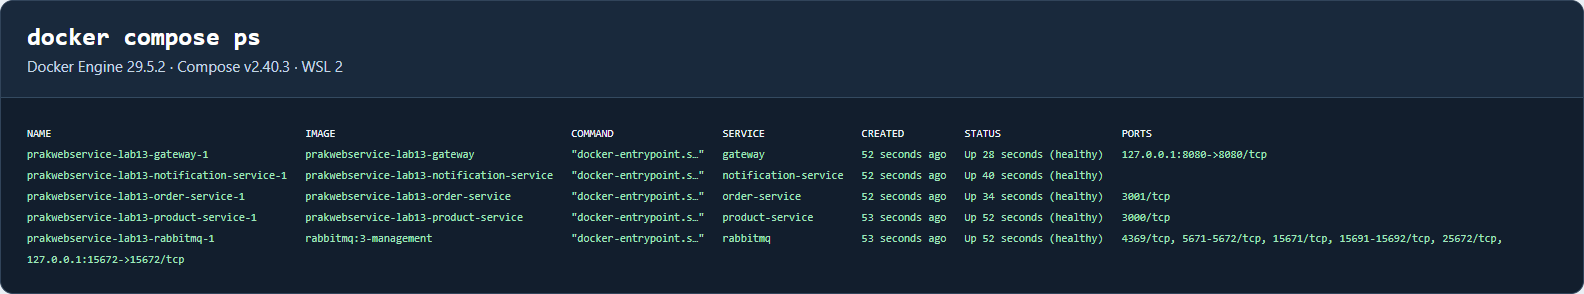 docker compose ps
Docker Engine 29.5.2 · Compose v2.40.3 · WSL 2
NAME IMAGE COMMAND SERVICE CREATED STATUS PORTS
prakwebservice-lab13-gateway-1 prakwebservice-lab13-gateway "docker-entrypoint.s…" gateway 52 seconds ago Up 28 seconds (healthy) 127.0.0.1:8080->8080/tcp
prakwebservice-lab13-notification-service-1 prakwebservice-lab13-notification-service "docker-entrypoint.s…" notification-service 52 seconds ago Up 40 seconds (healthy)
prakwebservice-lab13-order-service-1 prakwebservice-lab13-order-service "docker-entrypoint.s…" order-service 52 seconds ago Up 34 seconds (healthy) 3001/tcp
prakwebservice-lab13-product-service-1 prakwebservice-lab13-product-service "docker-entrypoint.s…" product-service 53 seconds ago Up 52 seconds (healthy) 3000/tcp
prakwebservice-lab13-rabbitmq-1 rabbitmq:3-management "docker-entrypoint.s…" rabbitmq 53 seconds ago Up 52 seconds (healthy) 4369/tcp, 5671-5672/tcp, 15671/tcp, 15691-15692/tcp, 25672/tcp,
127.0.0.1:15672->15672/tcp